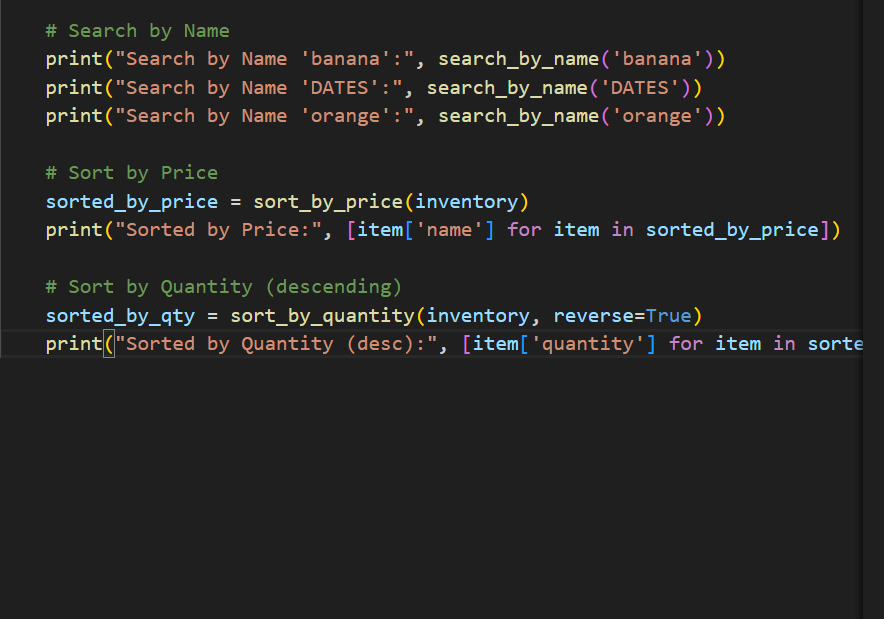 # Search by Name
print("Search by Name 'banana':", search_by_name('banana'))
print("Search by Name 'DATES':", search_by_name('DATES'))
print("Search by Name 'orange':", search_by_name('orange'))
# Sort by Price
sorted_by_price = sort_by_price(inventory)
print("Sorted by Price:", [item['name'] for item in sorted_by_price])
# Sort by Quantity (descending)
sorted_by_qty = sort_by_quantity(inventory, reverse=True)
print("Sorted by Quantity (desc):", [item['quantity'] for item in sorte